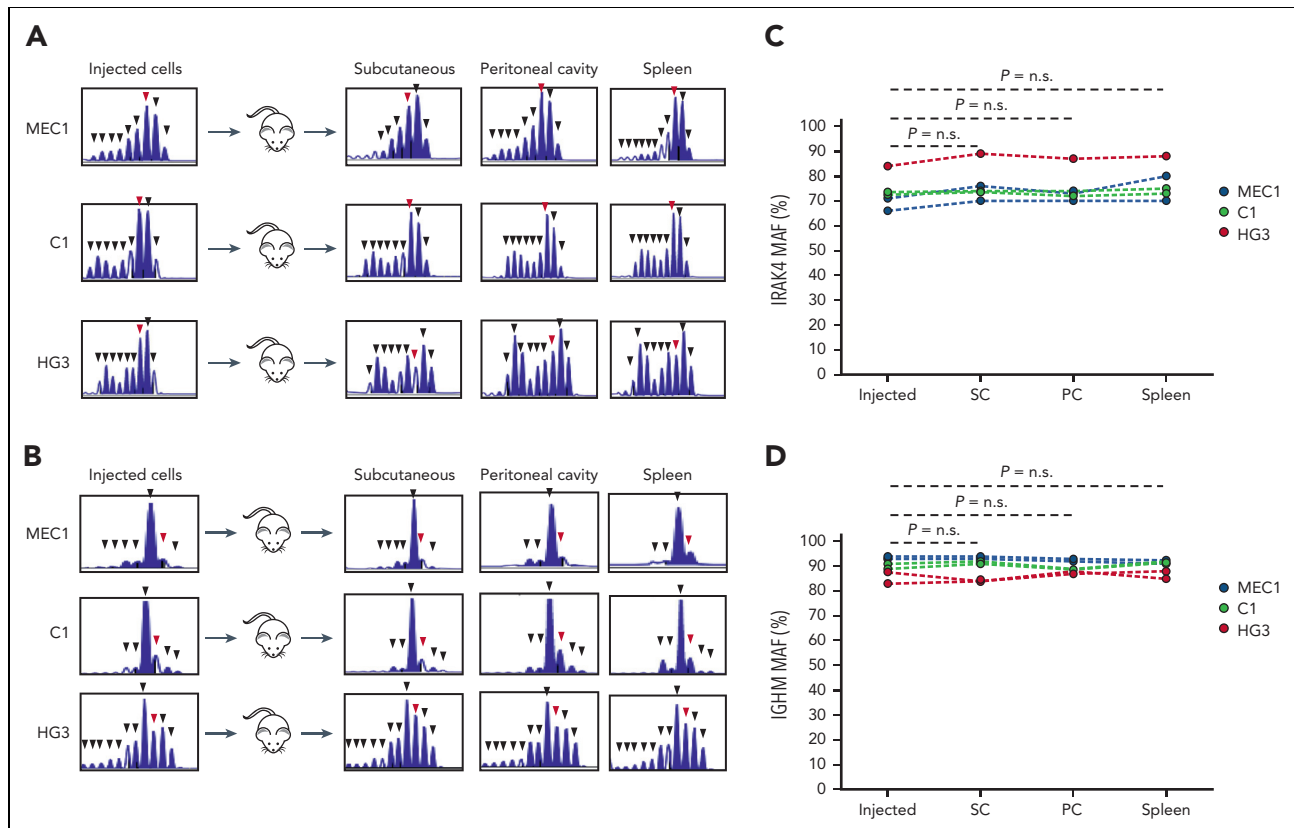 A
Injected cells Subcutaneous Peritoneal cavity Spleen
MEC1
C1
HG3
B
Injected cells Subcutaneous Peritoneal cavity Spleen
MEC1
C1
HG3
C
P = n.s.
P = n.s.
P = n.s.
IRAK4 MAF (%)
100
90
80
70
60
50
40
30
20
10
0
Injected SC PC Spleen
MEC1
C1
HG3
D
P = n.s.
P = n.s.
P = n.s.
IGHM MAF (%)
100
90
80
70
60
50
40
30
20
10
0
Injected SC PC Spleen
MEC1
C1
HG3